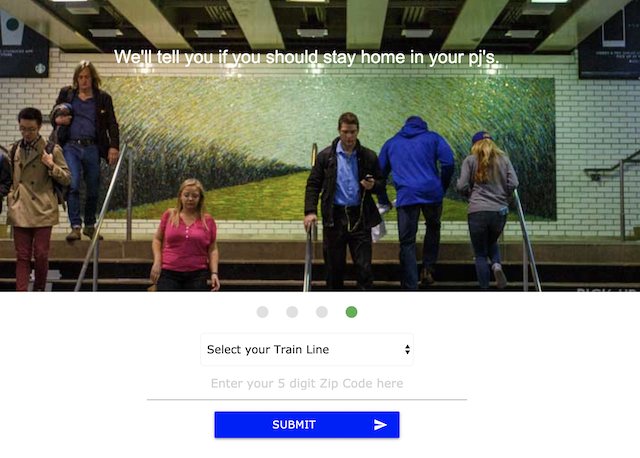 We'll tell you if you should stay home in your pj's.
Select your Train Line
Enter your 5 digit Zip Code here
SUBMIT